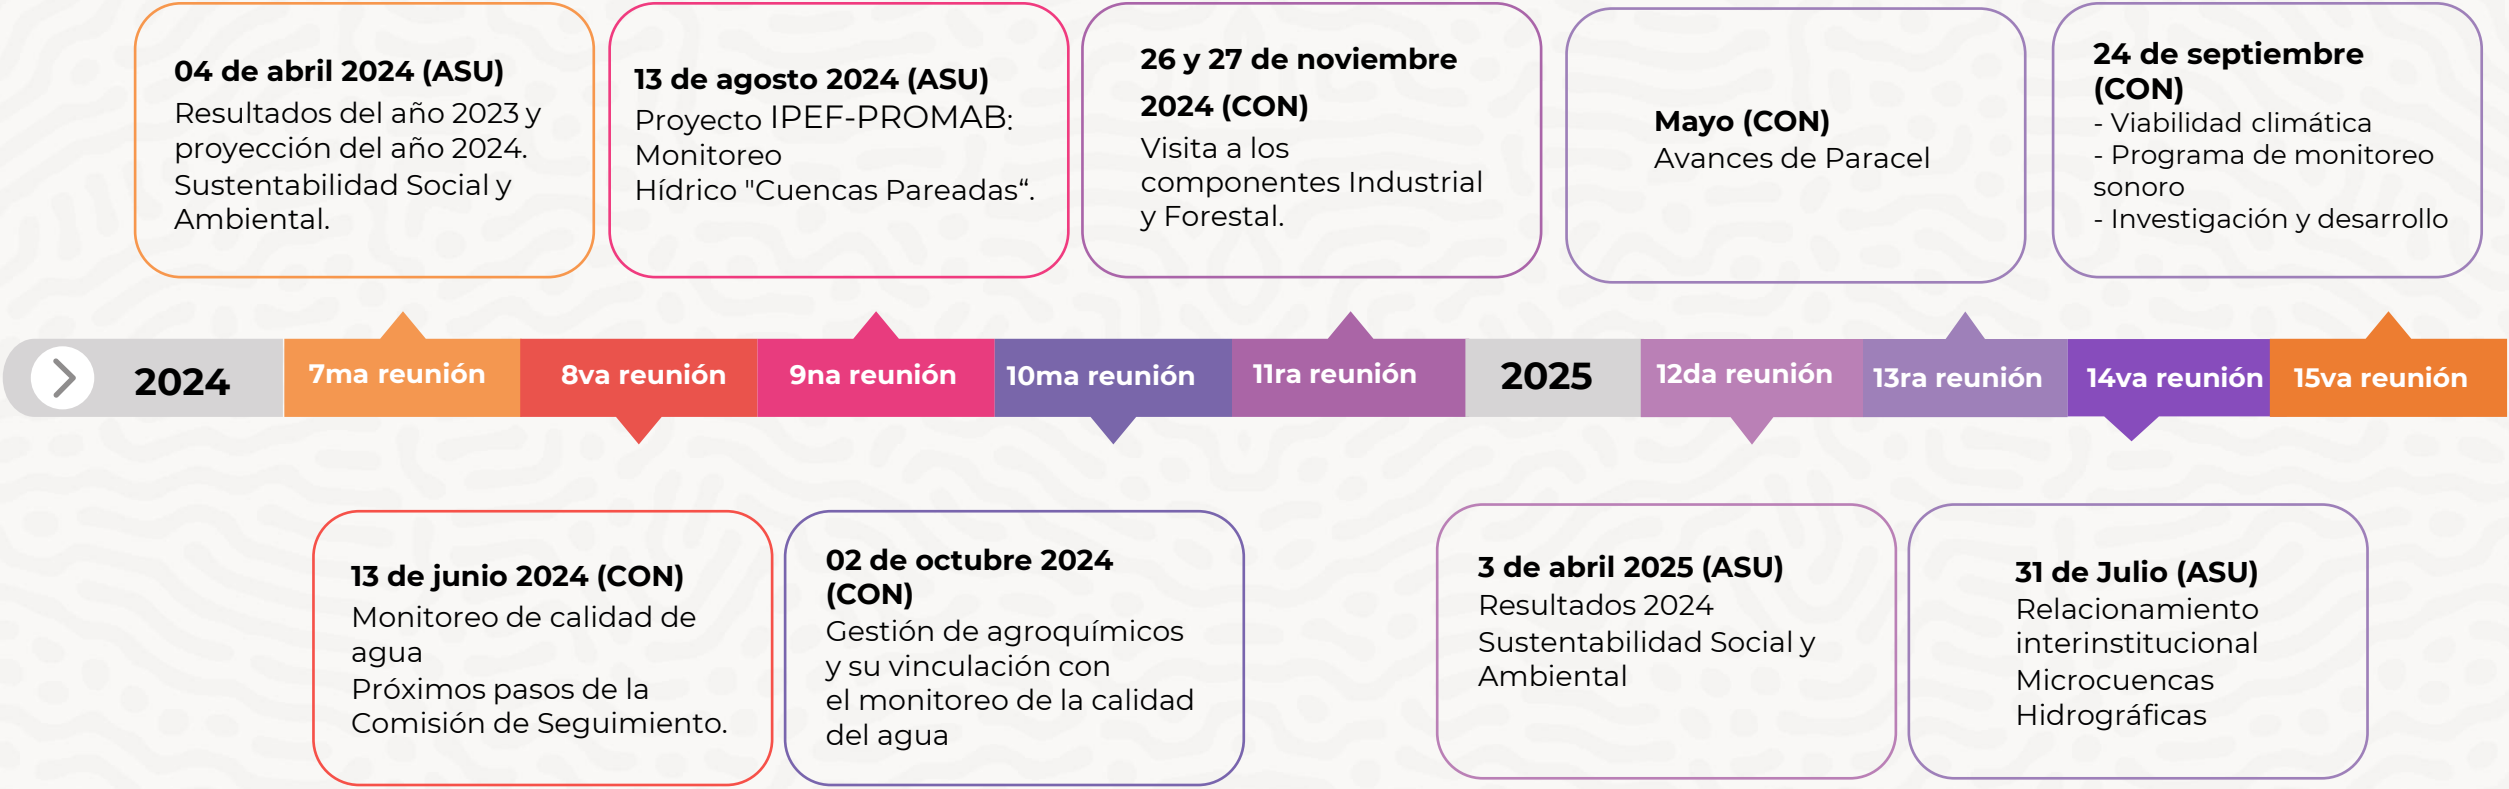 04 de abril 2024 (ASU)
Resultados del año 2023 y
proyección del año 2024.
Sustentabilidad Social y
Ambiental.
13 de agosto 2024 (ASU)
Proyecto IPEF-PROMAB:
Monitoreo
Hídrico "Cuencas Pareadas“.
26 y 27 de noviembre
2024 (CON)
Visita a los
componentes Industrial
y Forestal.
Mayo (CON)
Avances de Paracel
24 de septiembre
(CON)
- Viabilidad climática
- Programa de monitoreo
sonoro
- Investigación y desarrollo
2024
7ma reunión
8va reunión
9na reunión
10ma reunión
11ra reunión
2025
12da reunión
13ra reunión
14va reunión
15va reunión
13 de junio 2024 (CON)
Monitoreo de calidad de
agua
Próximos pasos de la
Comisión de Seguimiento.
02 de octubre 2024
(CON)
Gestión de agroquímicos
y su vinculación con
el monitoreo de la calidad
del agua
3 de abril 2025 (ASU)
Resultados 2024
Sustentabilidad Social y
Ambiental
31 de Julio (ASU)
Relacionamiento
interinstitucional
Microcuencas
Hidrográficas